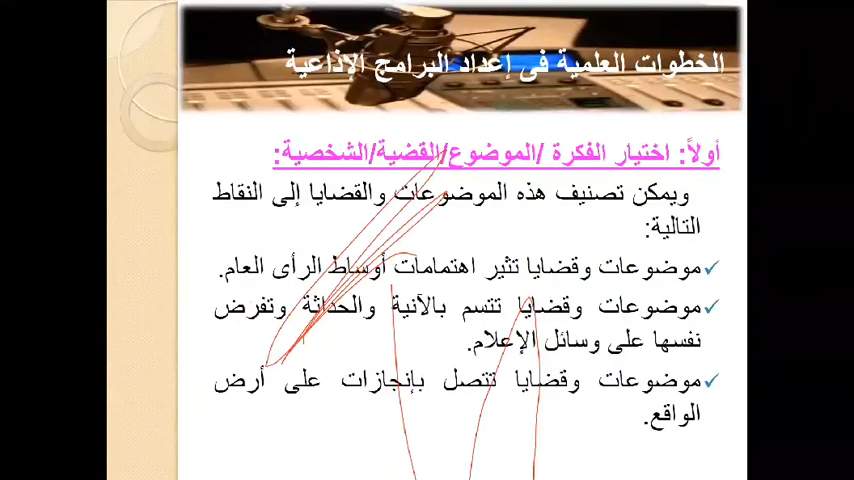 الخطوات العلمية فى إعداد البرامج الإذاعية
أولاً: اختيار الفكرة /الموضوع/القضية/الشخصية:
ويمكن تصنيف هذه الموضوعات والقضايا إلى النقاط
التالية:
✓موضوعات وقضايا تثير اهتمامات أوساط الرأى العام.
✓موضوعات وقضايا تتسم بالآنية والحداثة وتفرض
نفسها على وسائل الإعلام.
✓موضوعات وقضايا تتصل بإنجازات على أرض
الواقع.